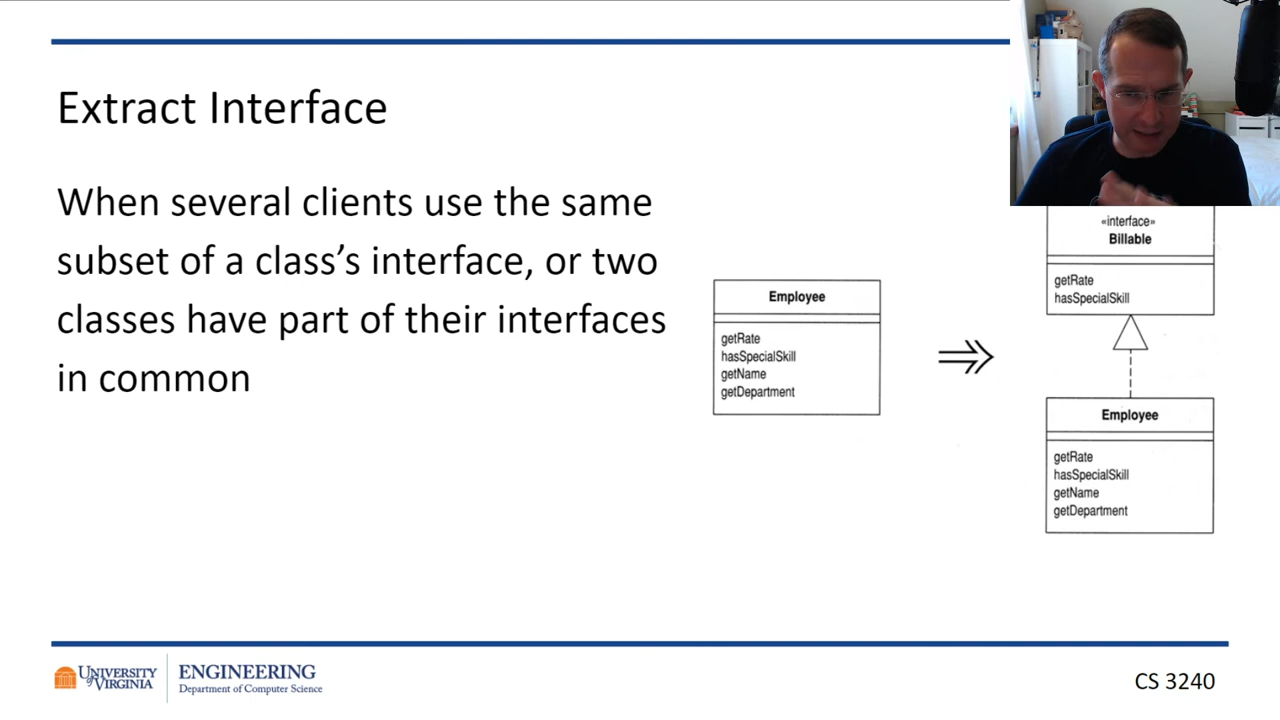 Extract Interface
When several clients use the same
subset of a class’s interface, or two
classes have part of their interfaces
in common
Employee
getRate
hasSpecialSkill
getName
getDepartment
«interface»
Billable
getRate
hasSpecialSkill
Employee
getRate
hasSpecialSkill
getName
getDepartment
UNIVERSITY
of VIRGINIA
ENGINEERING
Department of Computer Science
CS 3240